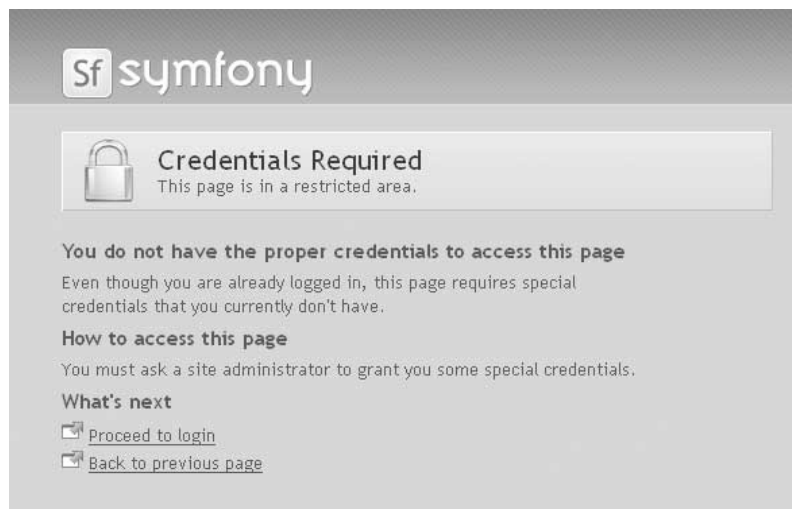 Sf symfony
Credentials Required
This page is in a restricted area.
You do not have the proper credentials to access this page
Even though you are already logged in, this page requires special
credentials that you currently don't have.
How to access this page
You must ask a site administrator to grant you some special credentials.
What's next
Proceed to login
Back to previous page